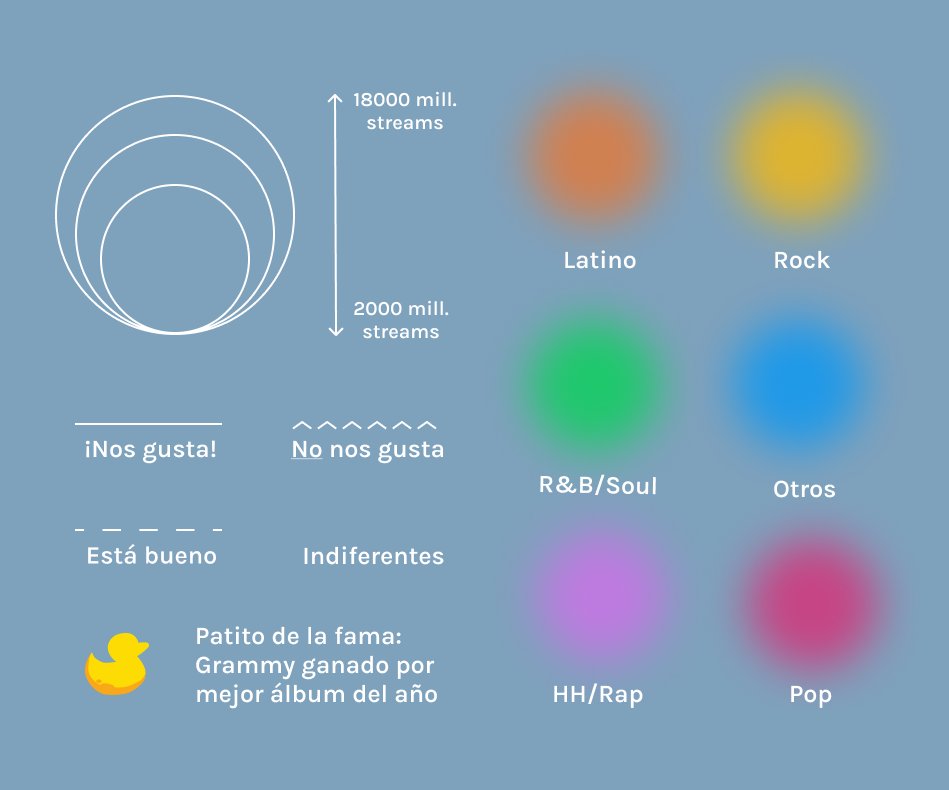 18000 mill.
streams
2000 mill.
streams
¡Nos gusta!
No nos gusta
Está bueno
Indiferentes
Patito de la fama:
Grammy ganado por
mejor álbum del año
Latino
Rock
R&B/Soul
Otros
HH/Rap
Pop